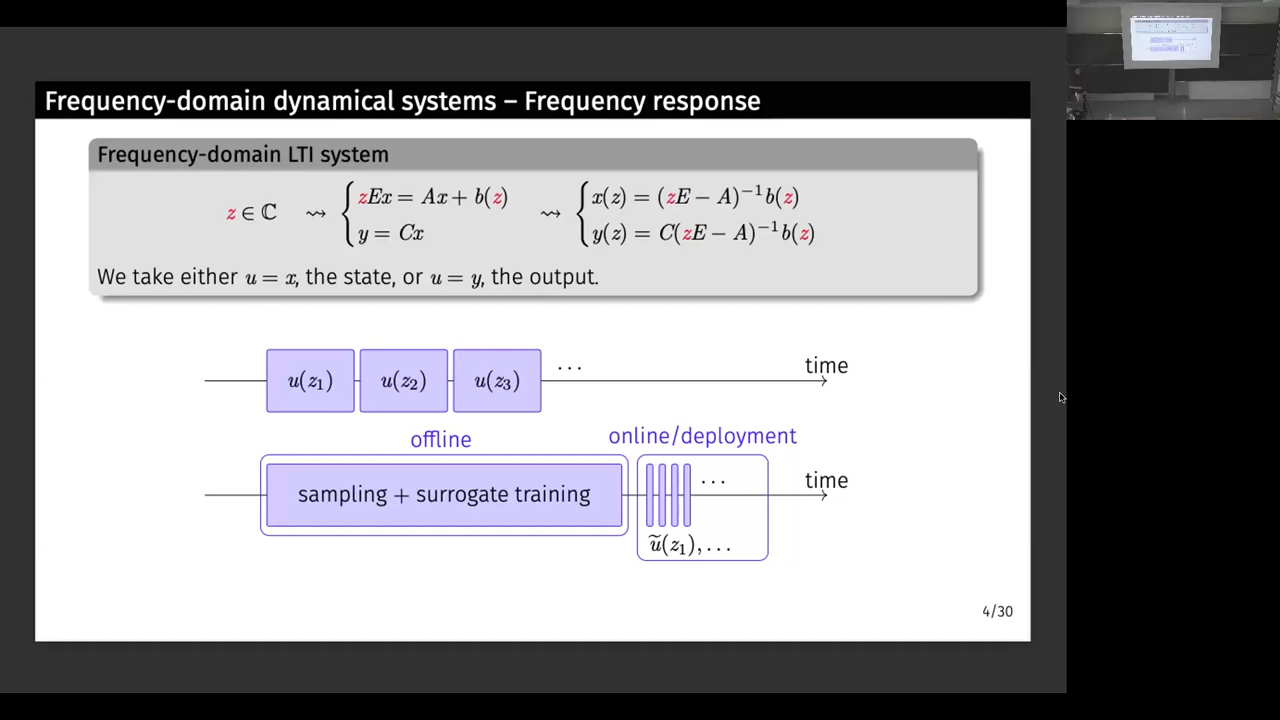 Frequency-domain dynamical systems – Frequency response
Frequency-domain LTI system
z ∈ ℂ ⇝ { zEx = Ax + b(z) ⇝ { x(z) = (zE − A)⁻¹b(z)
y = Cx y(z) = C(zE − A)⁻¹b(z)
We take either u = x, the state, or u = y, the output.
u(z₁) u(z₂) u(z₃) ... time
offline online/deployment
sampling + surrogate training ... time
ũ(z₁), ...
4/30